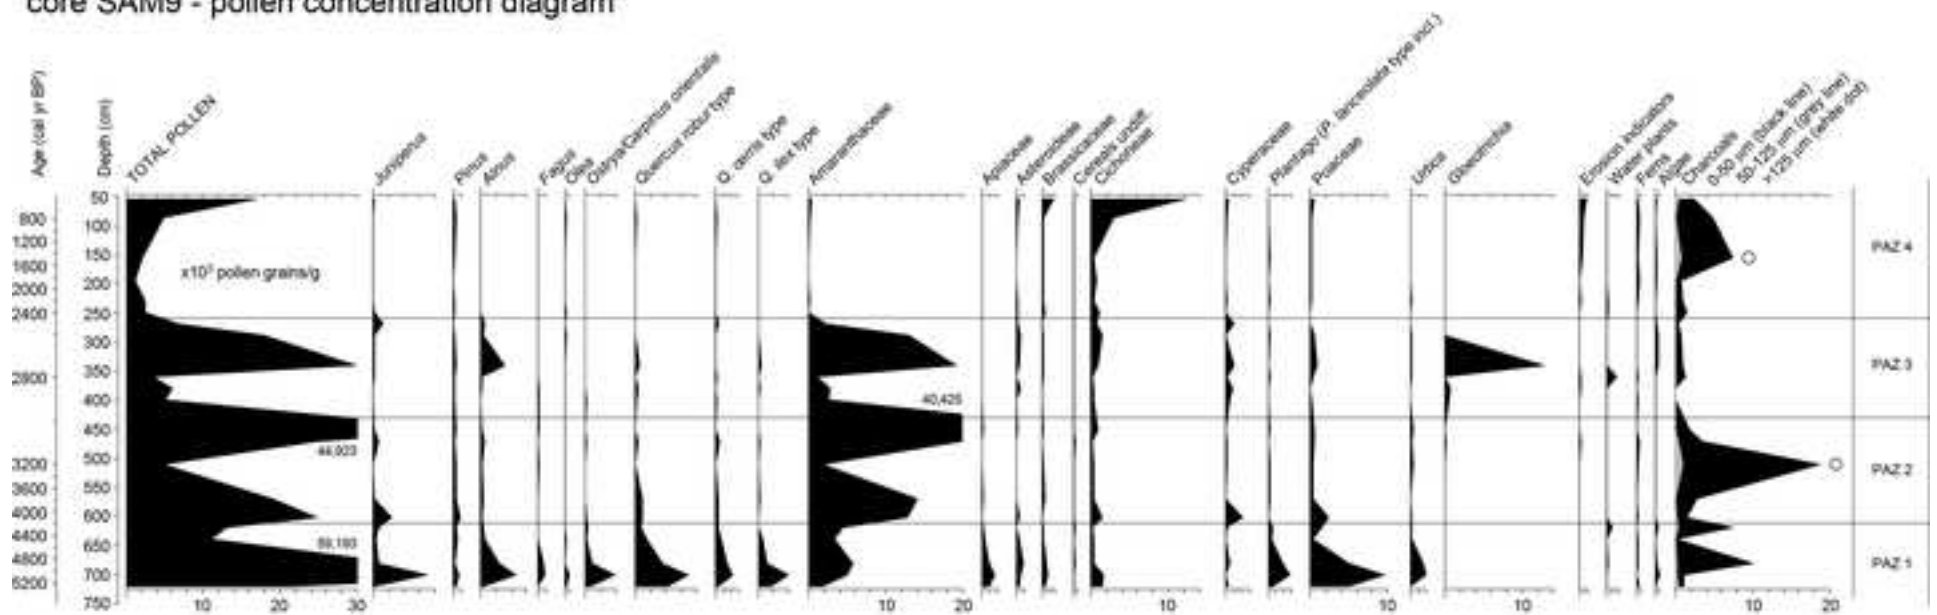 core SAM9 - pollen concentration diagram
Age (cal yr BP)
Depth (cm)
TOTAL POLLEN
Juniperus
Pinus
Alnus
Fagus
Olea
Ostrya/Carpinus orientalis
Quercus robur type
Q. cerris type
Q. ilex type
Amaranthaceae
Apiaceae
Asteroideae
Brassicaceae
Cereals undiff.
Cichorieae
Cyperaceae
Plantago (P. lanceolata type incl.)
Poaceae
Urtica
Gloeotrichia
Erosion indicators
Water plants
Ferns
Algae
Charcoals
0-50 µm (black line)
50-125 µm (grey line)
>125 µm (white dot)
800
1200
1600
2000
2400
2800
3200
3600
4000
4400
4800
5200
50
100
150
200
250
300
350
400
450
500
550
600
650
700
750
x10³ pollen grains/g
40,425
44,923
59,193
PAZ 4
PAZ 3
PAZ 2
PAZ 1
10 20 30 10 20 10 10 10 10 20